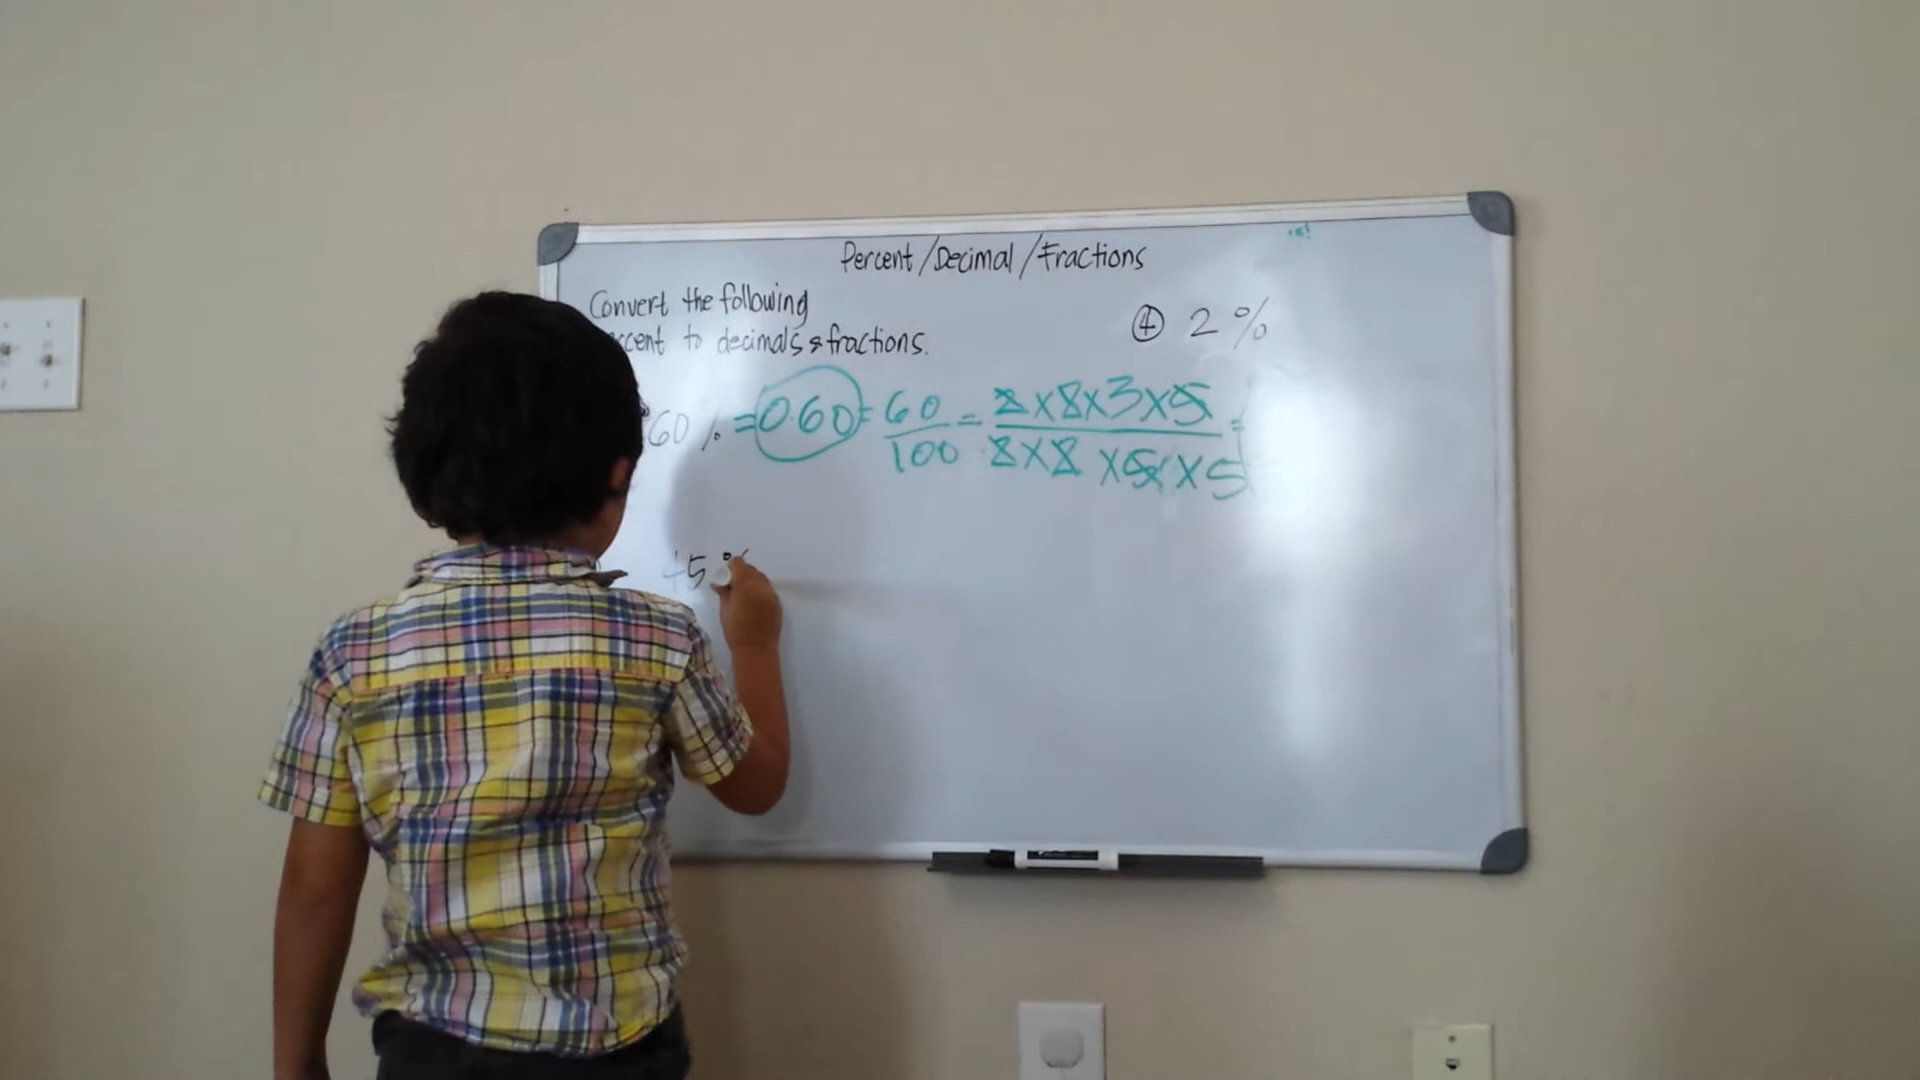 Percent/Decimal/Fractions
Convert the following
rcent to decimals & fractions.
④ 2%
60% = 0.60 = 60/100 = 2x2x3x5/2x2x5x5 =
45%